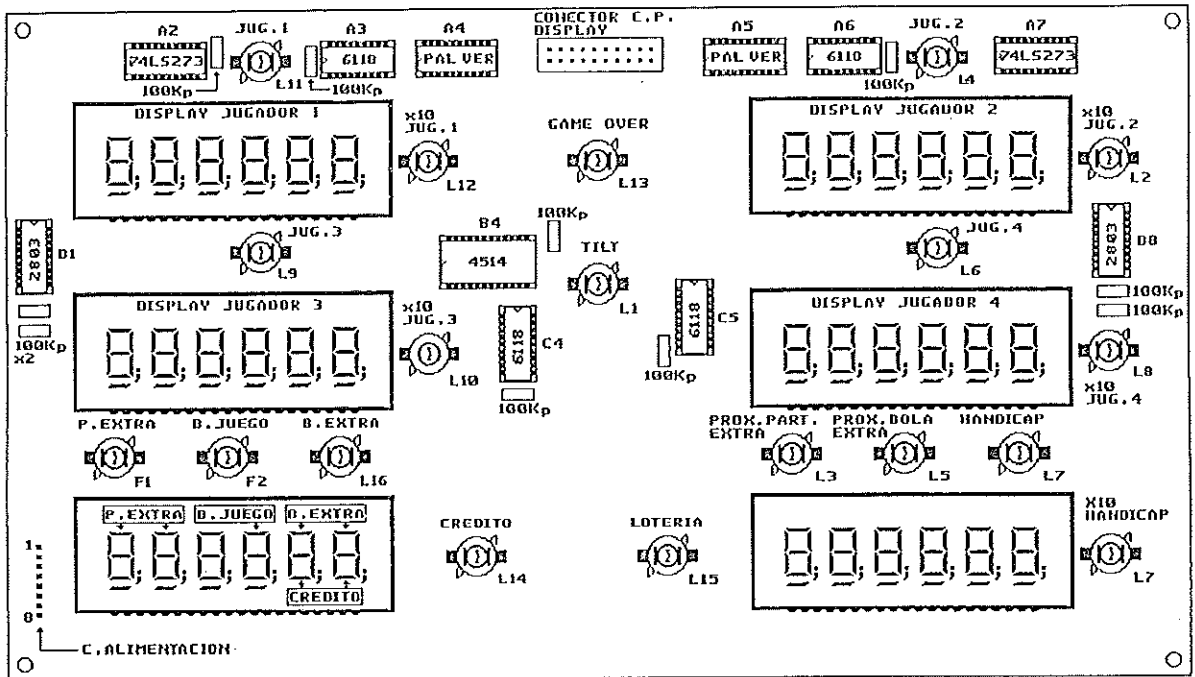 CONECTOR C.P.
DISPLAY
A2
JUG.1
A3
A4
A5
A6
JUG.2
A7
74LS273
6118
PAL VER
PAL VER
6118
74LS273
100Kp
L11
100Kp
100Kp
L4
DISPLAY JUGADOR 1
x10
JUG.1
L12
GAME OVER
L13
DISPLAY JUGADOR 2
x10
JUG.2
L2
B1
2803
JUG.3
L9
B4
4514
100Kp
TILT
L1
JUG.4
L6
2803
B8
100Kp
x2
DISPLAY JUGADOR 3
x10
JUG.3
L10
6118
C4
100Kp
6118
C5
100Kp
DISPLAY JUGADOR 4
100Kp
100Kp
L8
x10
JUG.4
P.EXTRA
B.JUEGO
B.EXTRA
F1
F2
L16
PROX.PART.
EXTRA
PROX.BOLA
EXTRA
HANDICAP
L3
L5
L7
P.EXTRA
B.JUEGO
B.EXTRA
CREDITO
CREDITO
L14
LOTERIA
L15
X10
HANDICAP
L7
1
8
C.ALIMENTACION